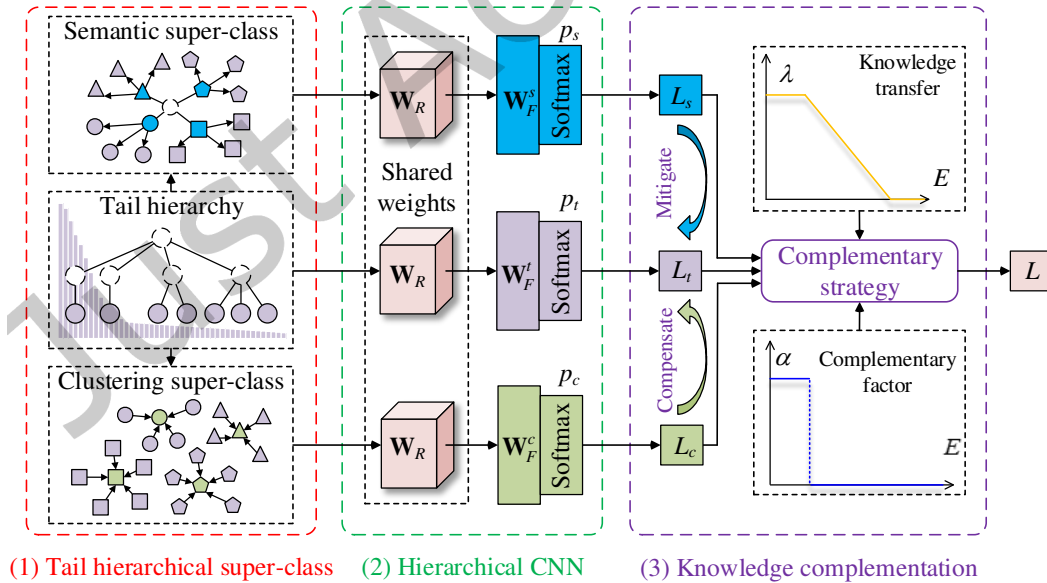 Semantic super-class
Tail hierarchy
Clustering super-class
(1) Tail hierarchical super-class
W_R
Shared
weights
W_R
W_R
p_s
W_F^s
Softmax
p_t
W_F^t
Softmax
p_c
W_F^c
Softmax
(2) Hierarchical CNN
L_s
Mitigate
L_t
Compensate
L_c
λ
Knowledge
transfer
E
Complementary
strategy
α
Complementary
factor
E
L
(3) Knowledge complementation
Just Ac